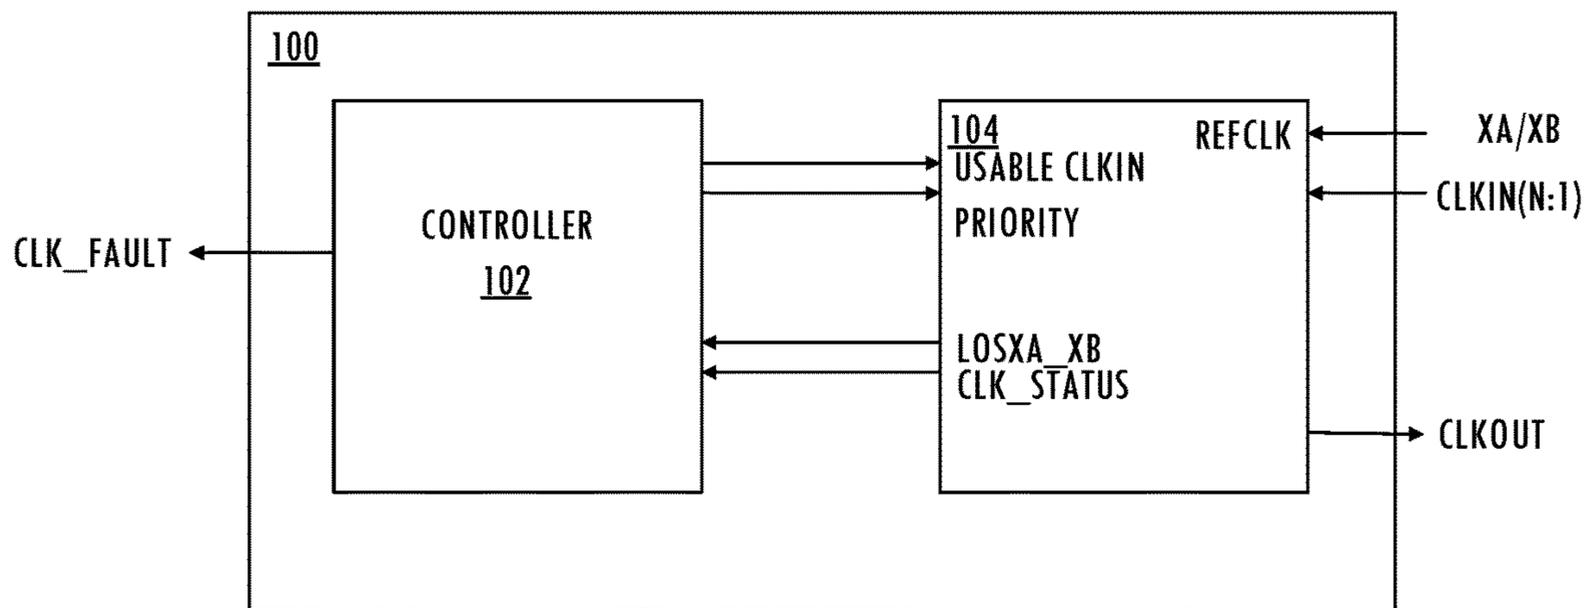 100
104
REFCLK
XA/XB
USABLE CLKIN
CLKIN(N:1)
PRIORITY
CONTROLLER
102
CLK_FAULT
LOSXA_XB
CLK_STATUS
CLKOUT